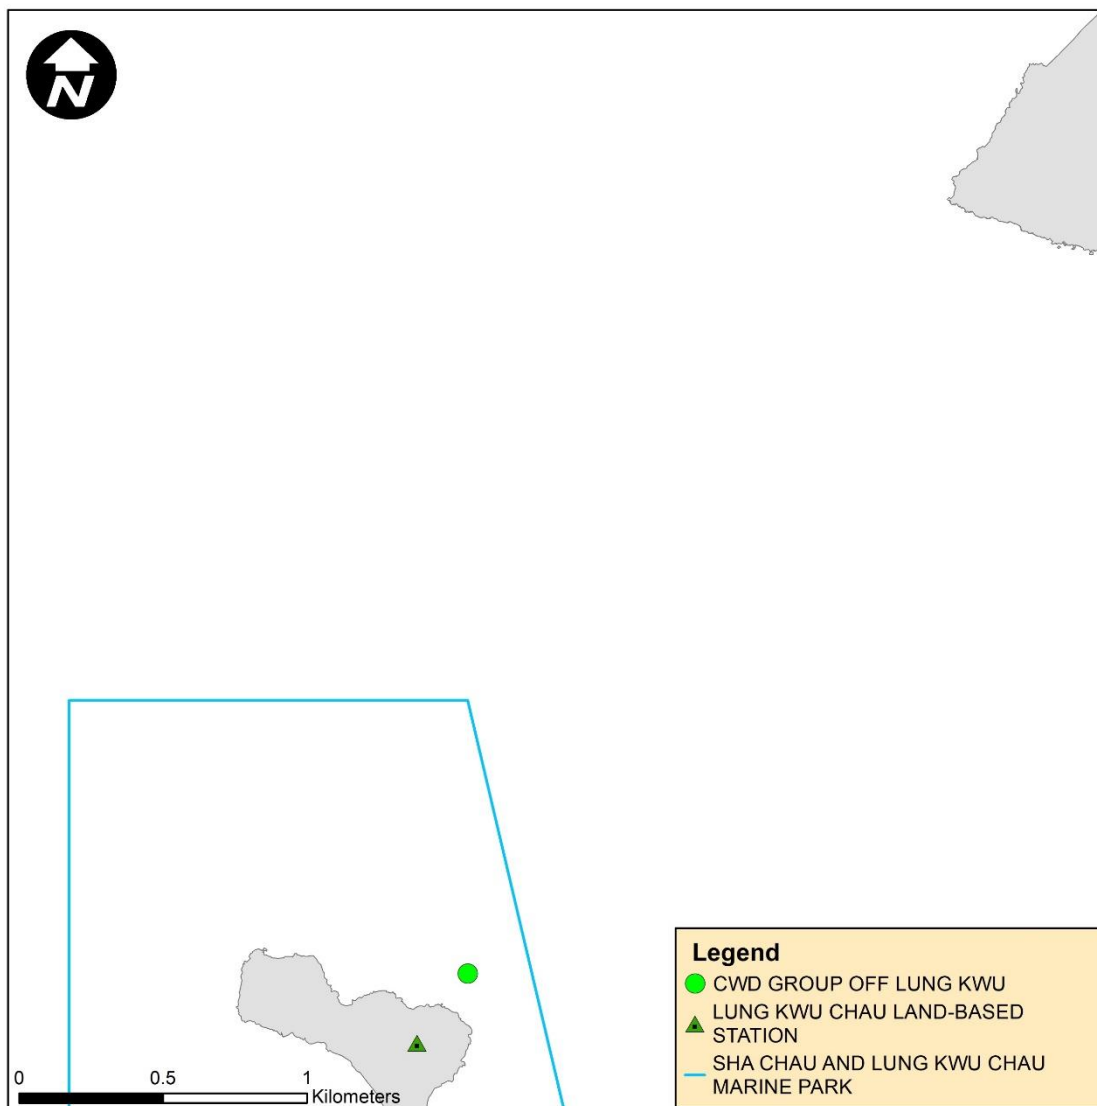 N
Legend
CWD GROUP OFF LUNG KWU
LUNG KWU CHAU LAND-BASED
STATION
SHA CHAU AND LUNG KWU CHAU
MARINE PARK
0 0.5 1
Kilometers